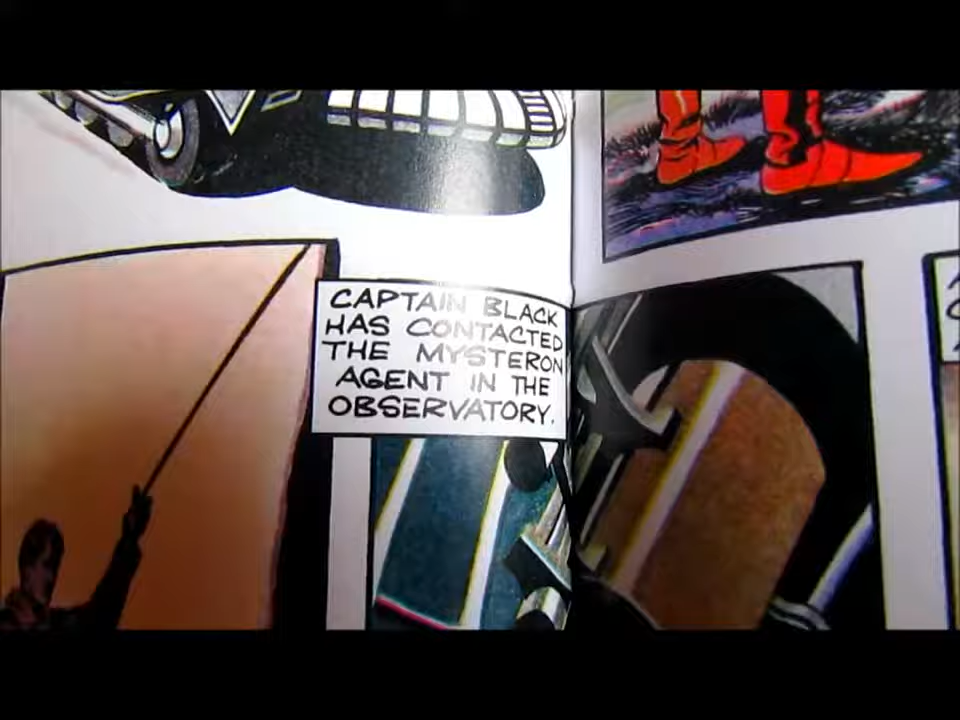 CAPTAIN BLACK
HAS CONTACTED
THE MYSTERON
AGENT IN THE
OBSERVATORY.